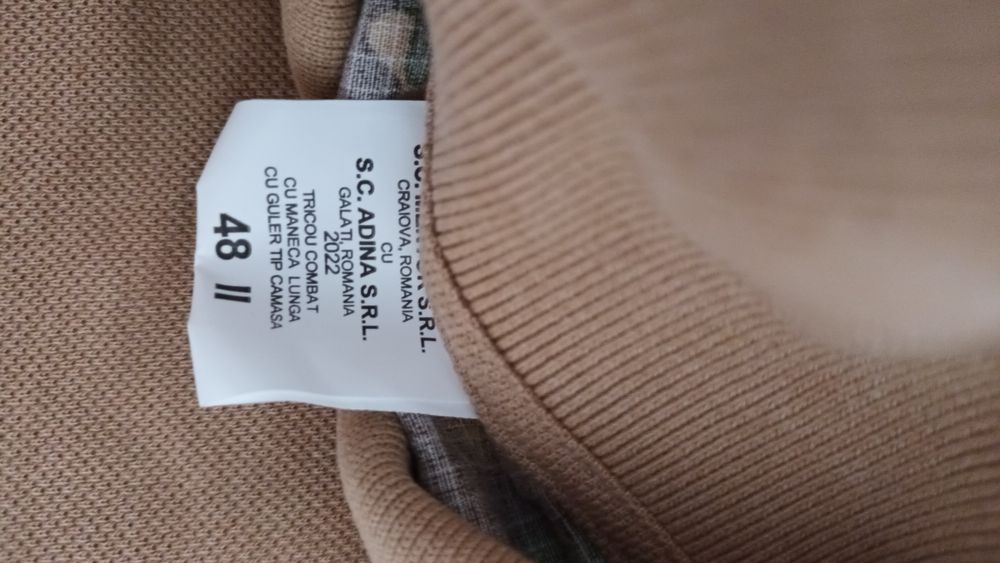 S.R.L.
CRAIOVA, ROMANIA
CU
S.C. ADINA S.R.L.
GALATI, ROMANIA
2022
TRICOU COMBAT
CU MANECA LUNGA
CU GULER TIP CAMASA
48 II